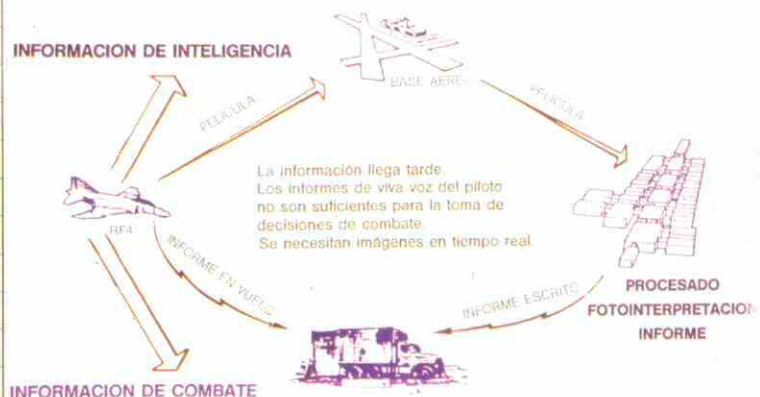 INFORMACION DE INTELIGENCIA
PELICULA
BASE AERE
PELICULA
La información llega tarde.
Los informes de viva voz del piloto
no son suficientes para la toma de
decisiones de combate.
Se necesitan imágenes en tiempo real.
RF4
INFORME EN VUELO
INFORME ESCRITO
PROCESADO
FOTOINTERPRETACION
INFORME
INFORMACION DE COMBATE